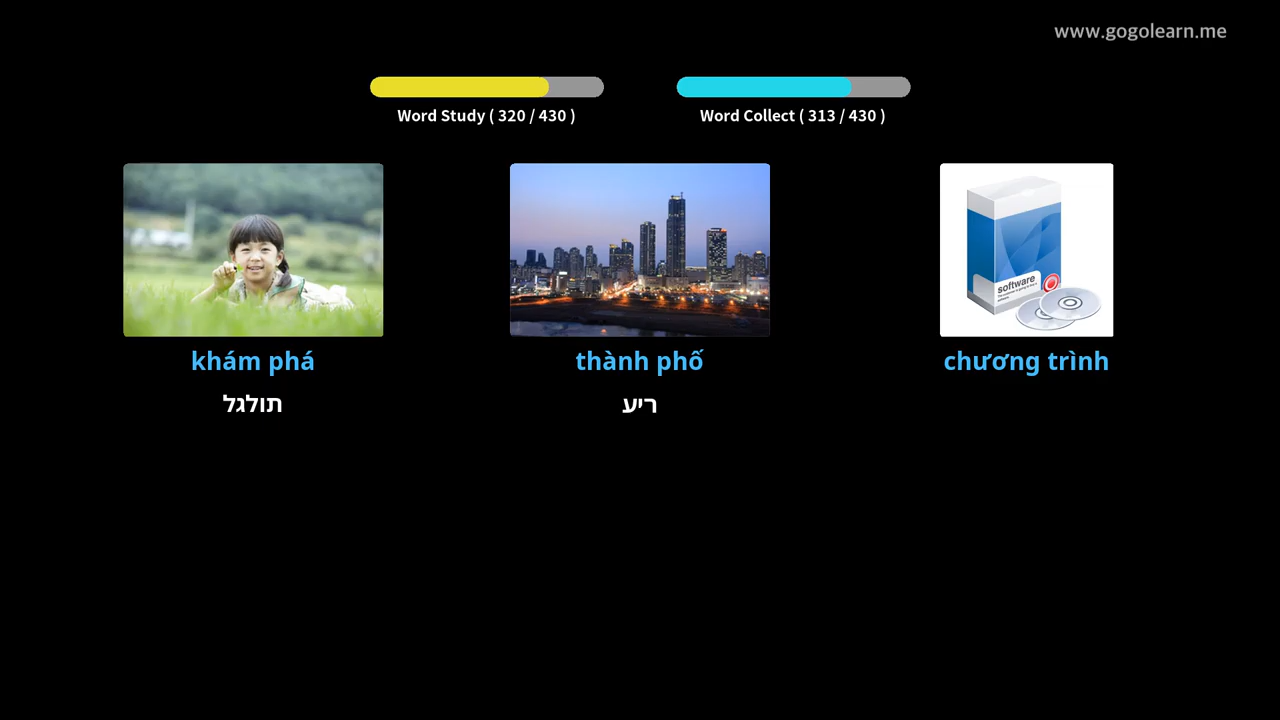 www.gogolearn.me
Word Study ( 320 / 430 )
Word Collect ( 313 / 430 )
software
khám phá
thành phố
chương trình
תולגל
ריע